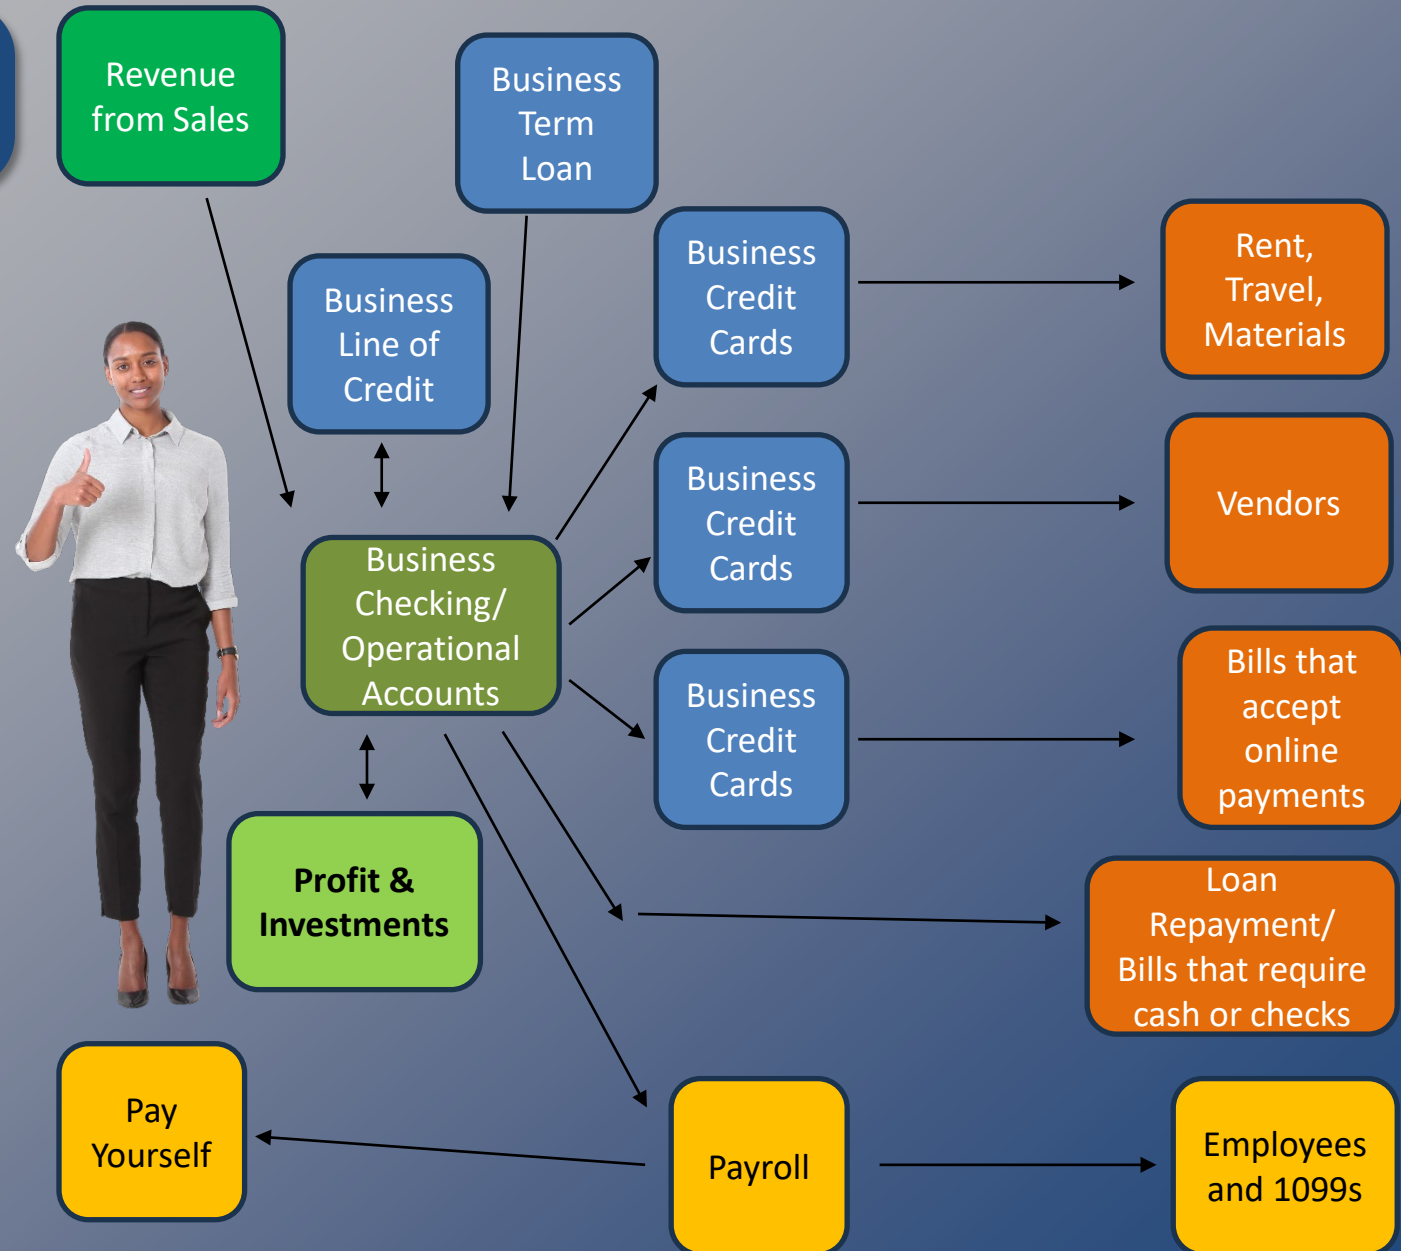 Revenue
from Sales
Business
Term
Loan
Business
Line of
Credit
Business
Credit
Cards
Rent,
Travel,
Materials
Business
Credit
Cards
Vendors
Business
Checking/
Operational
Accounts
Business
Credit
Cards
Bills that
accept
online
payments
Profit &
Investments
Loan
Repayment/
Bills that require
cash or checks
Pay
Yourself
Payroll
Employees
and 1099s